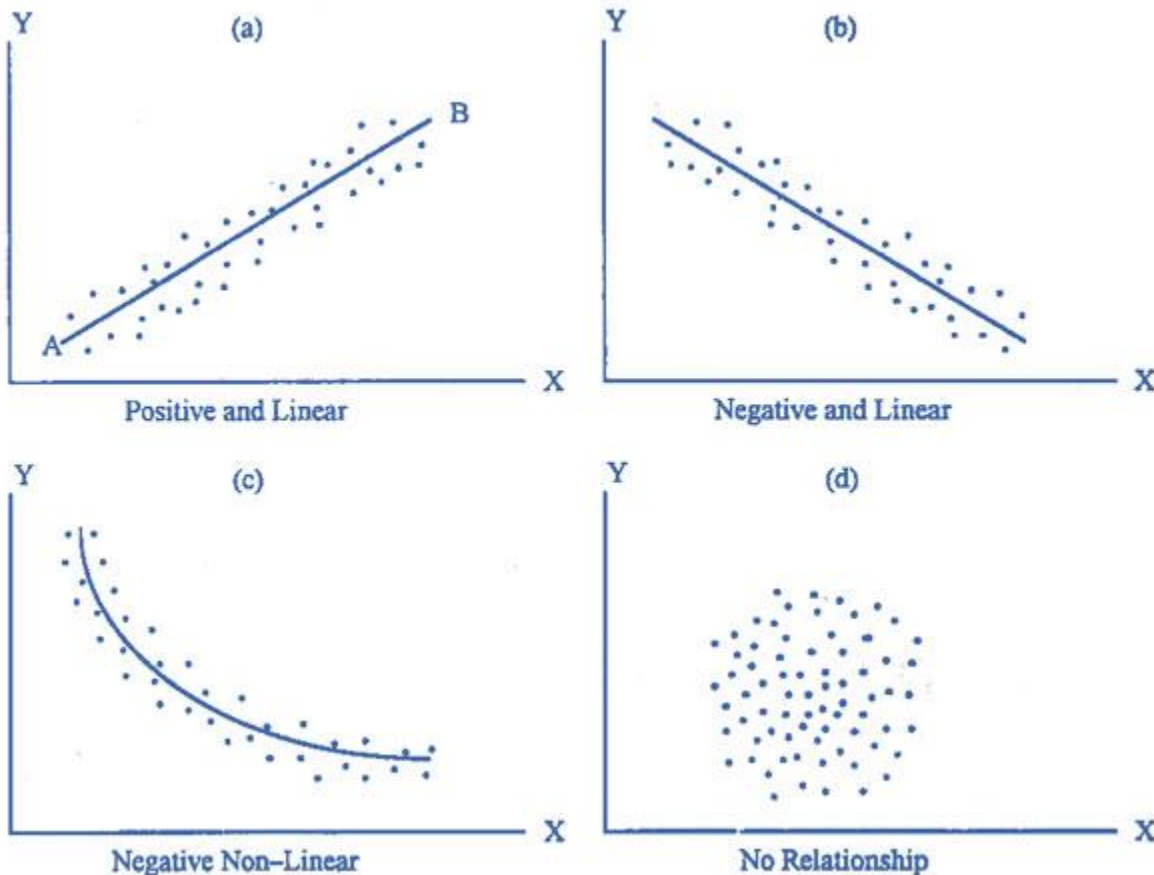 (a)
Y
B
A
X
Positive and Linear
(b)
Y
X
Negative and Linear
(c)
Y
X
Negative Non–Linear
(d)
Y
X
No Relationship